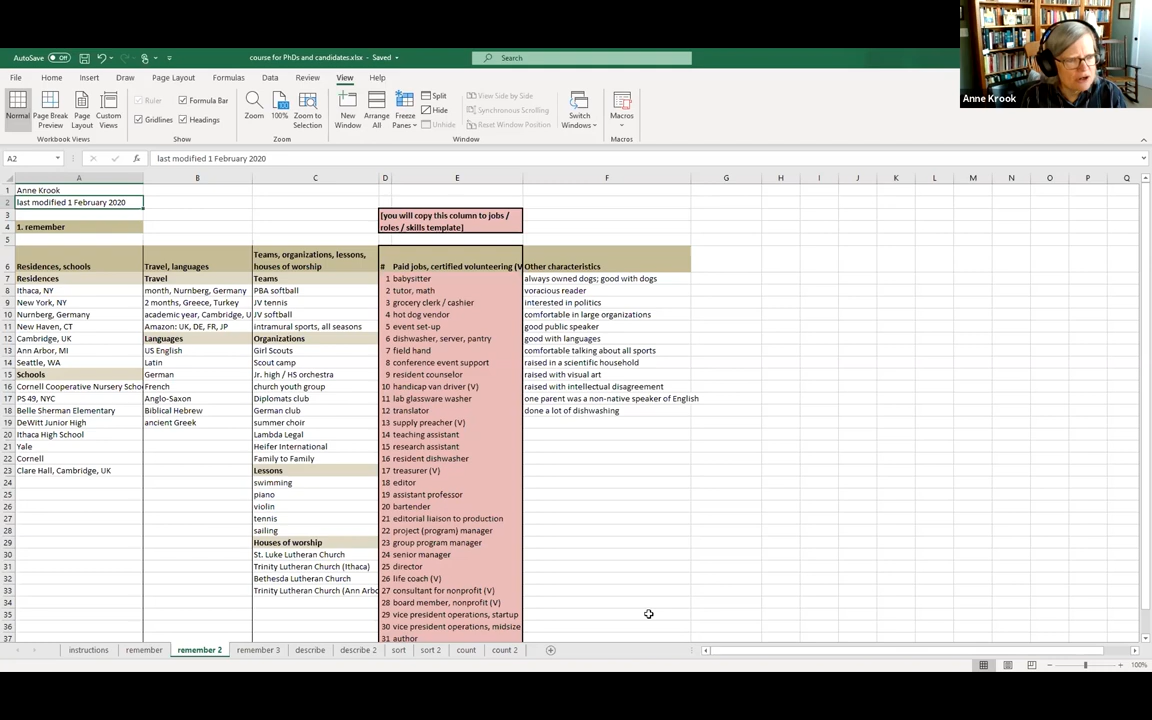 Anne Krook
AutoSave Off
course for PhDs and candidates.xlsx - Saved
Search
File Home Insert Draw Page Layout Formulas Data Review View Help
Normal Page Break Preview Page Layout Custom Views
Ruler Formula Bar
Gridlines Headings
Zoom 100% Zoom to Selection
New Window Arrange All Freeze Panes
Split
Hide
Unhide
View Side by Side
Synchronous Scrolling
Reset Window Position
Switch Windows
Macros
Workbook Views Show Zoom Window Macros
A2 fx last modified 1 February 2020
A B C D E F G H I J K L M N O P Q
1 Anne Krook
2 last modified 1 February 2020
3 [you will copy this column to jobs /
4 1. remember roles / skills template]
5
Teams, organizations, lessons,
6 Residences, schools Travel, languages houses of worship # Paid jobs, certified volunteering (V Other characteristics
7 Residences Travel Teams 1 babysitter always owned dogs; good with dogs
8 Ithaca, NY month, Nurnberg, Germany PBA softball 2 tutor, math voracious reader
9 New York, NY 2 months, Greece, Turkey JV tennis 3 grocery clerk / cashier interested in politics
10 Nurnberg, Germany academic year, Cambridge, U JV softball 4 hot dog vendor comfortable in large organizations
11 New Haven, CT Amazon: UK, DE, FR, JP intramural sports, all seasons 5 event set-up good public speaker
12 Cambridge, UK Languages Organizations 6 dishwasher, server, pantry good with languages
13 Ann Arbor, MI US English Girl Scouts 7 field hand comfortable talking about all sports
14 Seattle, WA Latin Scout camp 8 conference event support raised in a scientific household
15 Schools German Jr. high / HS orchestra 9 resident counselor raised with visual art
16 Cornell Cooperative Nursery Scho French church youth group 10 handicap van driver (V) raised with intellectual disagreement
17 PS 49, NYC Anglo-Saxon Diplomats club 11 lab glassware washer one parent was a non-native speaker of English
18 Belle Sherman Elementary Biblical Hebrew German club 12 translator done a lot of dishwashing
19 DeWitt Junior High ancient Greek summer choir 13 supply preacher (V)
20 Ithaca High School Lambda Legal 14 teaching assistant
21 Yale Heifer International 15 research assistant
22 Cornell Family to Family 16 resident dishwasher
23 Clare Hall, Cambridge, UK Lessons 17 treasurer (V)
24 swimming 18 editor
25 piano 19 assistant professor
26 violin 20 bartender
27 tennis 21 editorial liaison to production
28 sailing 22 project (program) manager
29 Houses of worship 23 group program manager
30 St. Luke Lutheran Church 24 senior manager
31 Trinity Lutheran Church (Ithaca) 25 director
32 Bethesda Lutheran Church 26 life coach (V)
33 Trinity Lutheran Church (Ann Arbo 27 consultant for nonprofit (V)
34 28 board member, nonprofit (V)
35 29 vice president operations, startup
36 30 vice president operations, midsize
37 31 author
instructions remember remember 2 remember 3 describe describe 2 sort sort 2 count count 2
100%